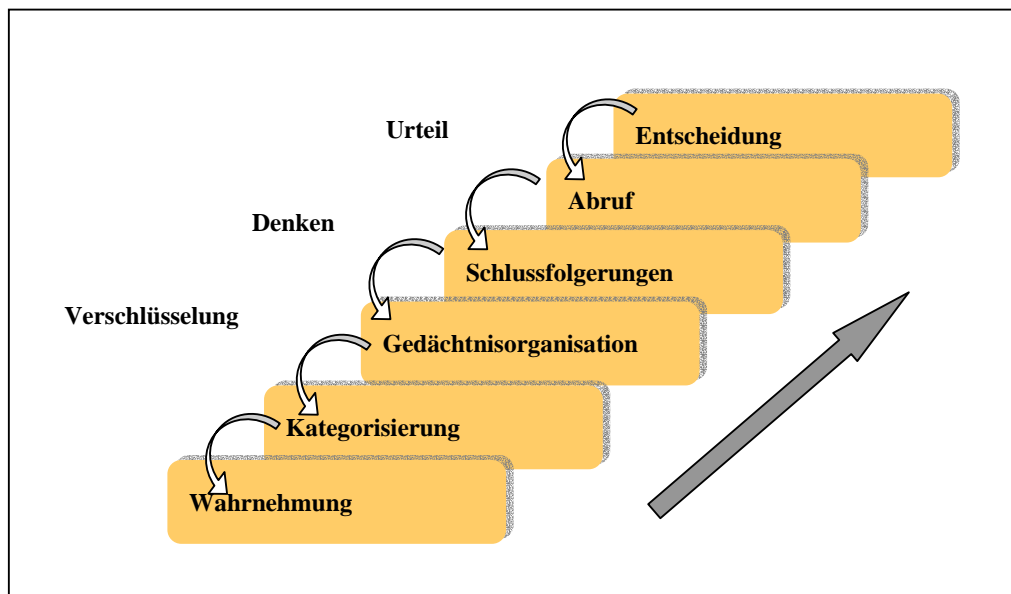 Urteil
Entscheidung
Abruf
Denken
Schlussfolgerungen
Verschlüsselung
Gedächtnisorganisation
Kategorisierung
Wahrnehmung